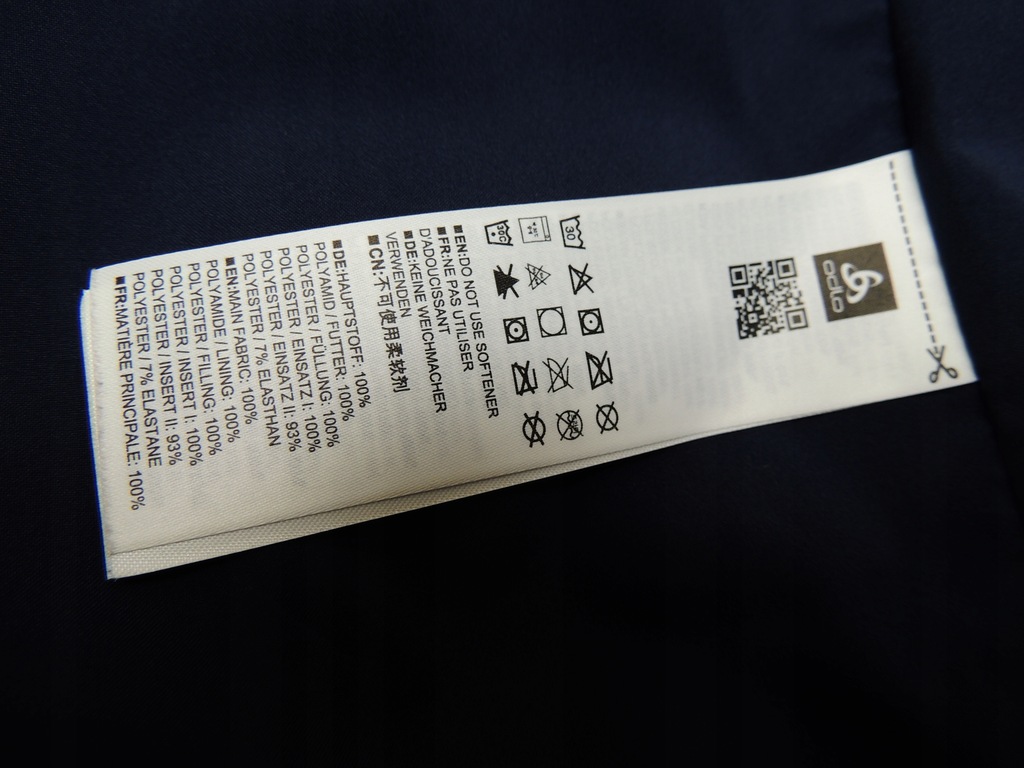 odlo
30
30°C
30°C
■EN:DO NOT USE SOFTENER
■FR:NE PAS UTILISER
D'ADOUCISSANT
■DE:KEINE WEICHMACHER
VERWENDEN
■CN:不可使用柔软剂
■DE:HAUPTSTOFF: 100%
POLYAMID / FUTTER: 100%
POLYESTER / FÜLLUNG: 100%
POLYESTER / EINSATZ I: 100%
POLYESTER / EINSATZ II: 93%
POLYESTER / 7% ELASTHAN
■EN:MAIN FABRIC: 100%
POLYAMIDE / LINING: 100%
POLYESTER / FILLING: 100%
POLYESTER / INSERT I: 100%
POLYESTER / INSERT II: 93%
POLYESTER / 7% ELASTANE
■FR:MATIÈRE PRINCIPALE: 100%